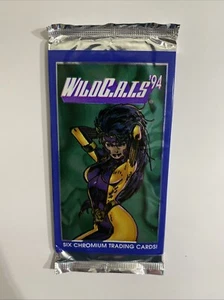 WILDC.A.T.S '94
SIX CHROMIUM TRADING CARDS!